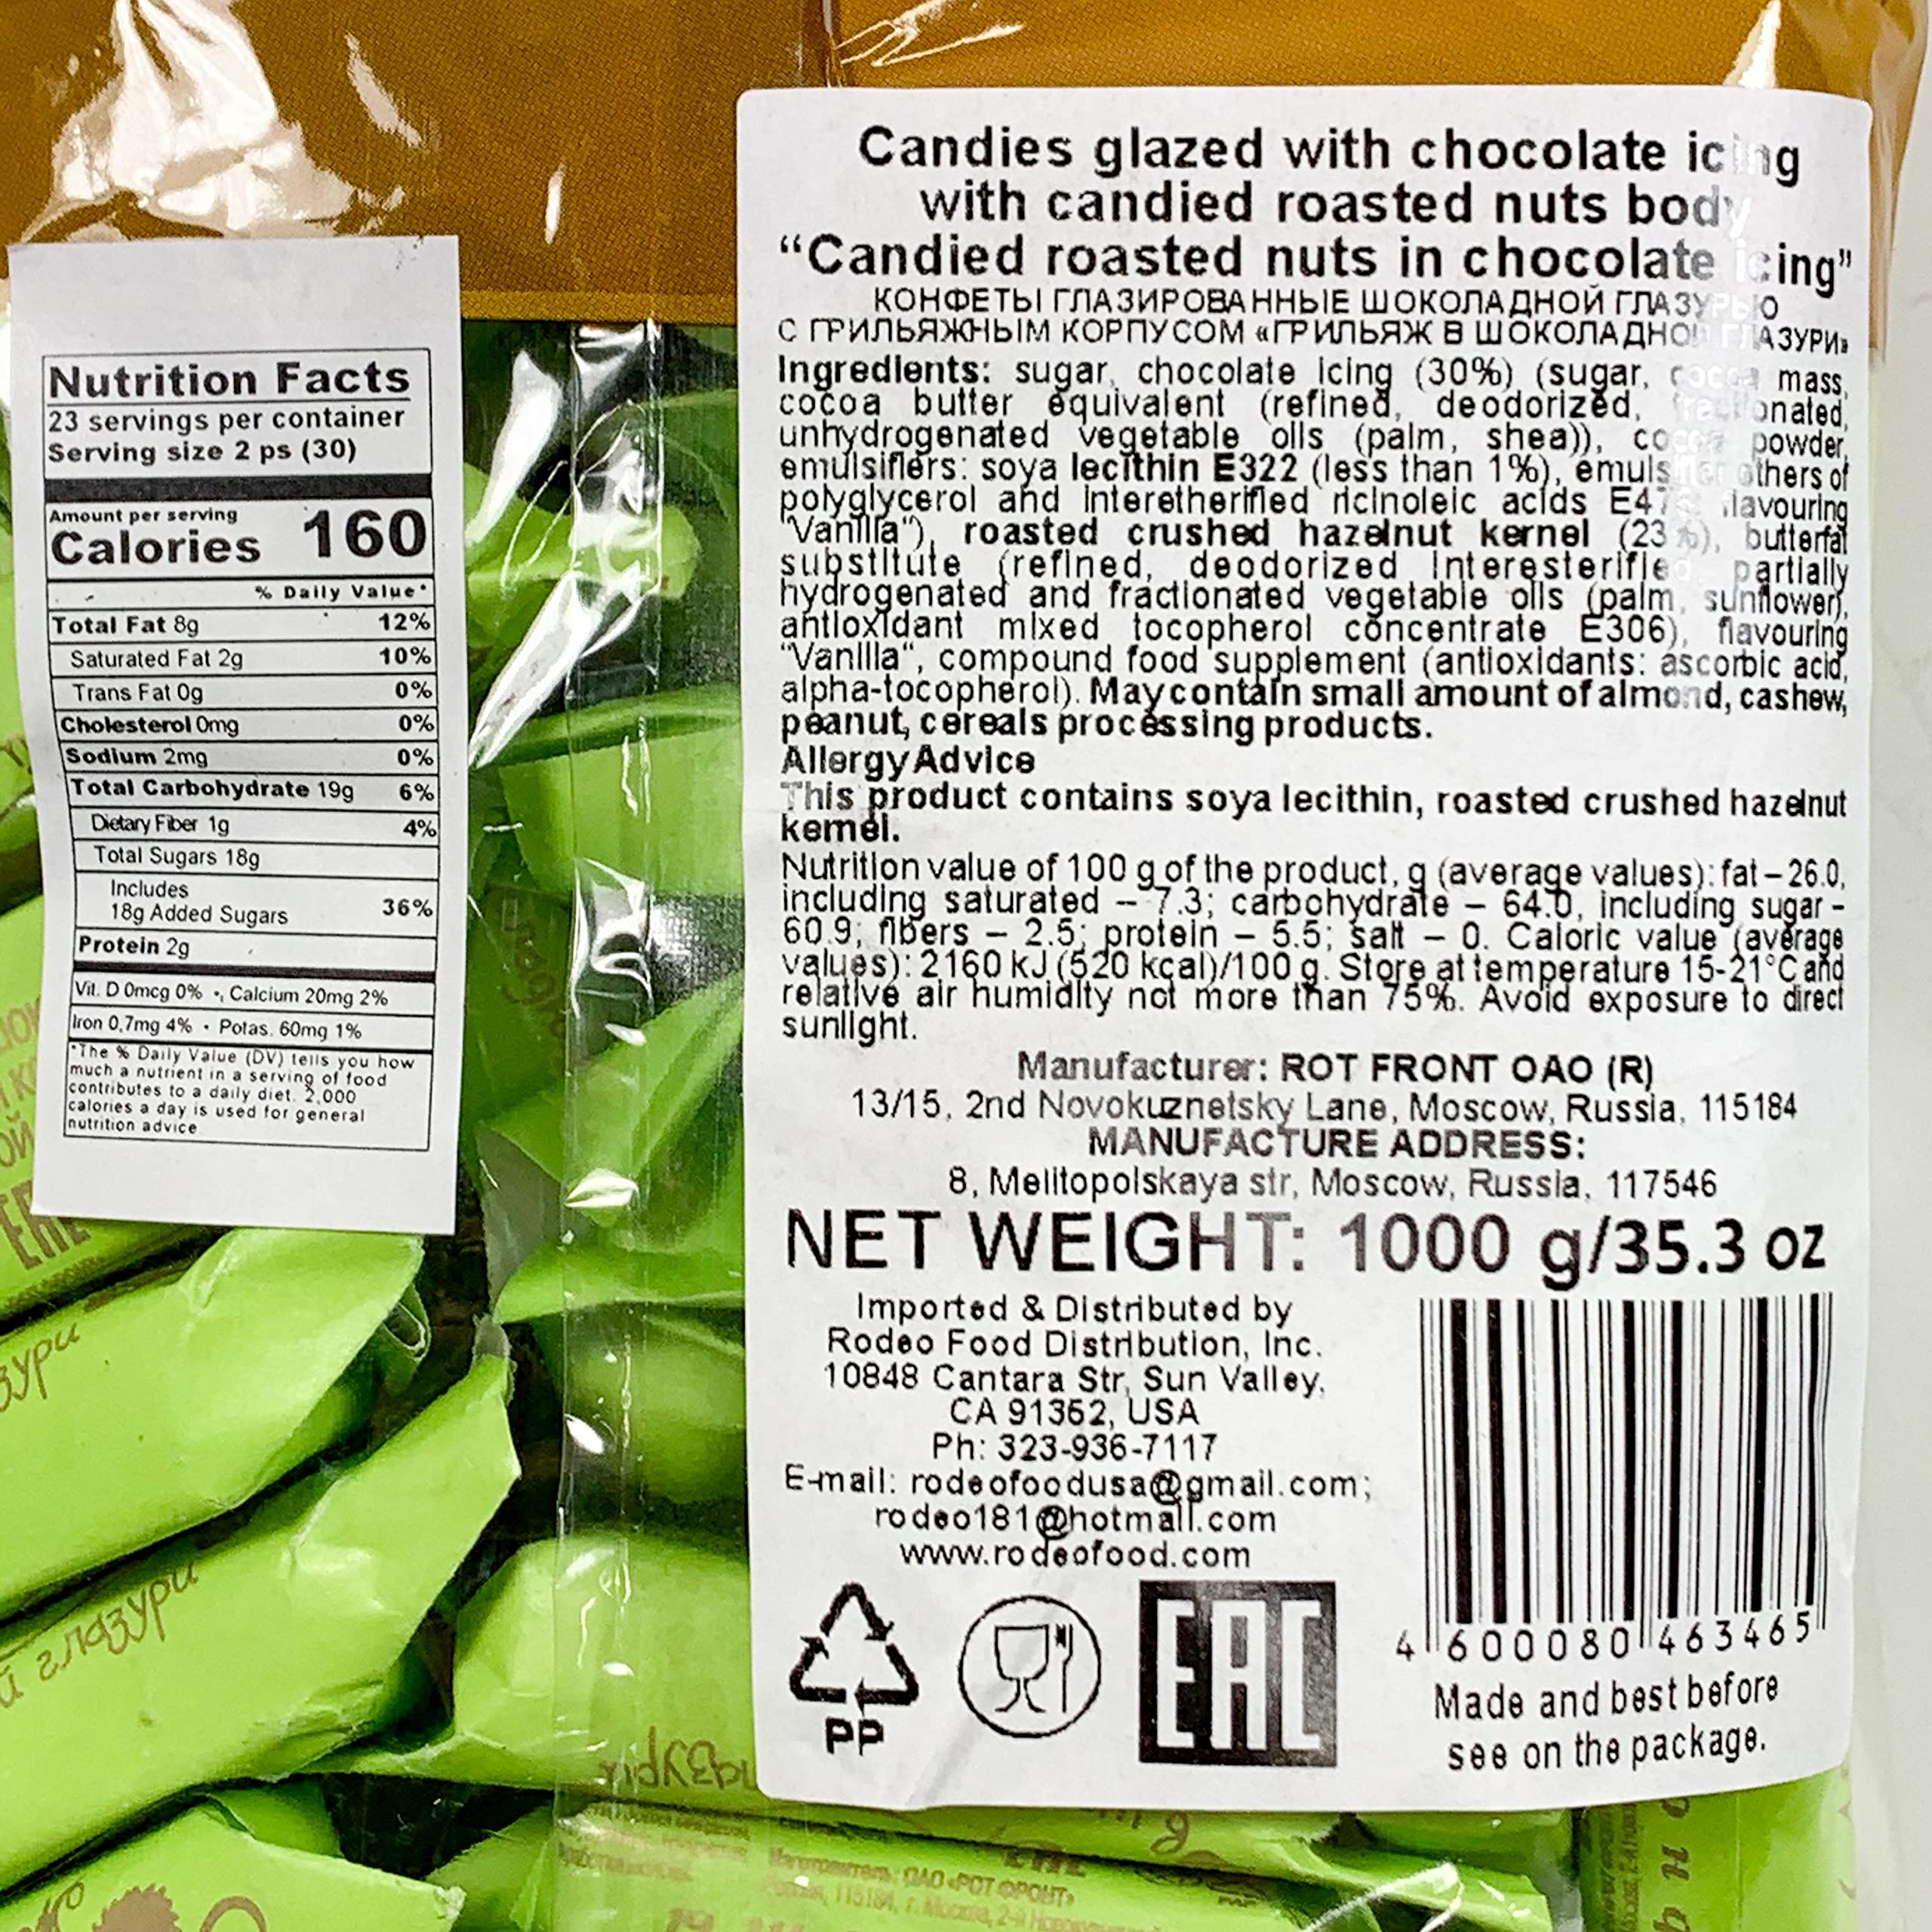 Nutrition Facts
23 servings per container
Serving size 2 ps (30)
Amount per serving
Calories 160
% Daily Value*
Total Fat 8g 12%
Saturated Fat 2g 10%
Trans Fat 0g 0%
Cholesterol 0mg 0%
Sodium 2mg 0%
Total Carbohydrate 19g 6%
Dietary Fiber 1g 4%
Total Sugars 18g
Includes
18g Added Sugars 36%
Protein 2g
Vit. D 0mcg 0% •, Calcium 20mg 2%
Iron 0,7mg 4% • Potas. 60mg 1%
*The % Daily Value (DV) tells you how
much a nutrient in a serving of food
contributes to a daily diet. 2,000
calories a day is used for general
nutrition advice
Candies glazed with chocolate icing
with candied roasted nuts body
“Candied roasted nuts in chocolate icing”
КОНФЕТЫ ГЛАЗИРОВАННЫЕ ШОКОЛАДНОЙ ГЛАЗУРЬЮ
С ГРИЛЬЯЖНЫМ КОРПУСОМ «ГРИЛЬЯЖ В ШОКОЛАДНОЙ ГЛАЗУРИ»
Ingredients: sugar, chocolate icing (30%) (sugar, cocoa mass,
cocoa butter equivalent (refined, deodorized, fractionated,
unhydrogenated vegetable oils (palm, shea)), cocoa powder,
emulsifiers: soya lecithin E322 (less than 1%), emulsifier others of
polyglycerol and interetherified ricinoleic acids E476 flavouring
"Vanilla"), roasted crushed hazelnut kernel (23%), butterfat
substitute (refined, deodorized interesterified partially
hydrogenated and fractionated vegetable oils (palm, sunflower),
antioxidant mixed tocopherol concentrate E306), flavouring
"Vanilla", compound food supplement (antioxidants: ascorbic acid,
alpha-tocopherol). May contain small amount of almond, cashew,
peanut, cereals processing products.
Allergy Advice
This product contains soya lecithin, roasted crushed hazelnut
kernel.
Nutrition value of 100 g of the product, g (average values): fat – 26.0,
including saturated – 7.3; carbohydrate – 64.0, including sugar -
60.9; fibers – 2.5; protein – 5.5; salt – 0. Caloric value (average
values): 2160 kJ (520 kcal)/100 g. Store at temperature 15-21°C and
relative air humidity not more than 75%. Avoid exposure to direct
sunlight.
Manufacturer: ROT FRONT OAO (R)
13/15, 2nd Novokuznetsky Lane, Moscow, Russia, 115184
MANUFACTURE ADDRESS:
8, Melitopolskaya str, Moscow, Russia, 117546
NET WEIGHT: 1000 g/35.3 oz
Imported & Distributed by
Rodeo Food Distribution, Inc.
10848 Cantara Str, Sun Valley,
CA 91352, USA
Ph: 323-936-7117
E-mail: rodeofoodusa@gmail.com;
rodeo181@hotmail.com
www.rodeofood.com
PP
EAC
4 600080 463465
Made and best before
see on the package.
й глазури
Изготовитель: ОАО «РОТ ФРОНТ»
Россия, 115184, г. Москва, 2-й